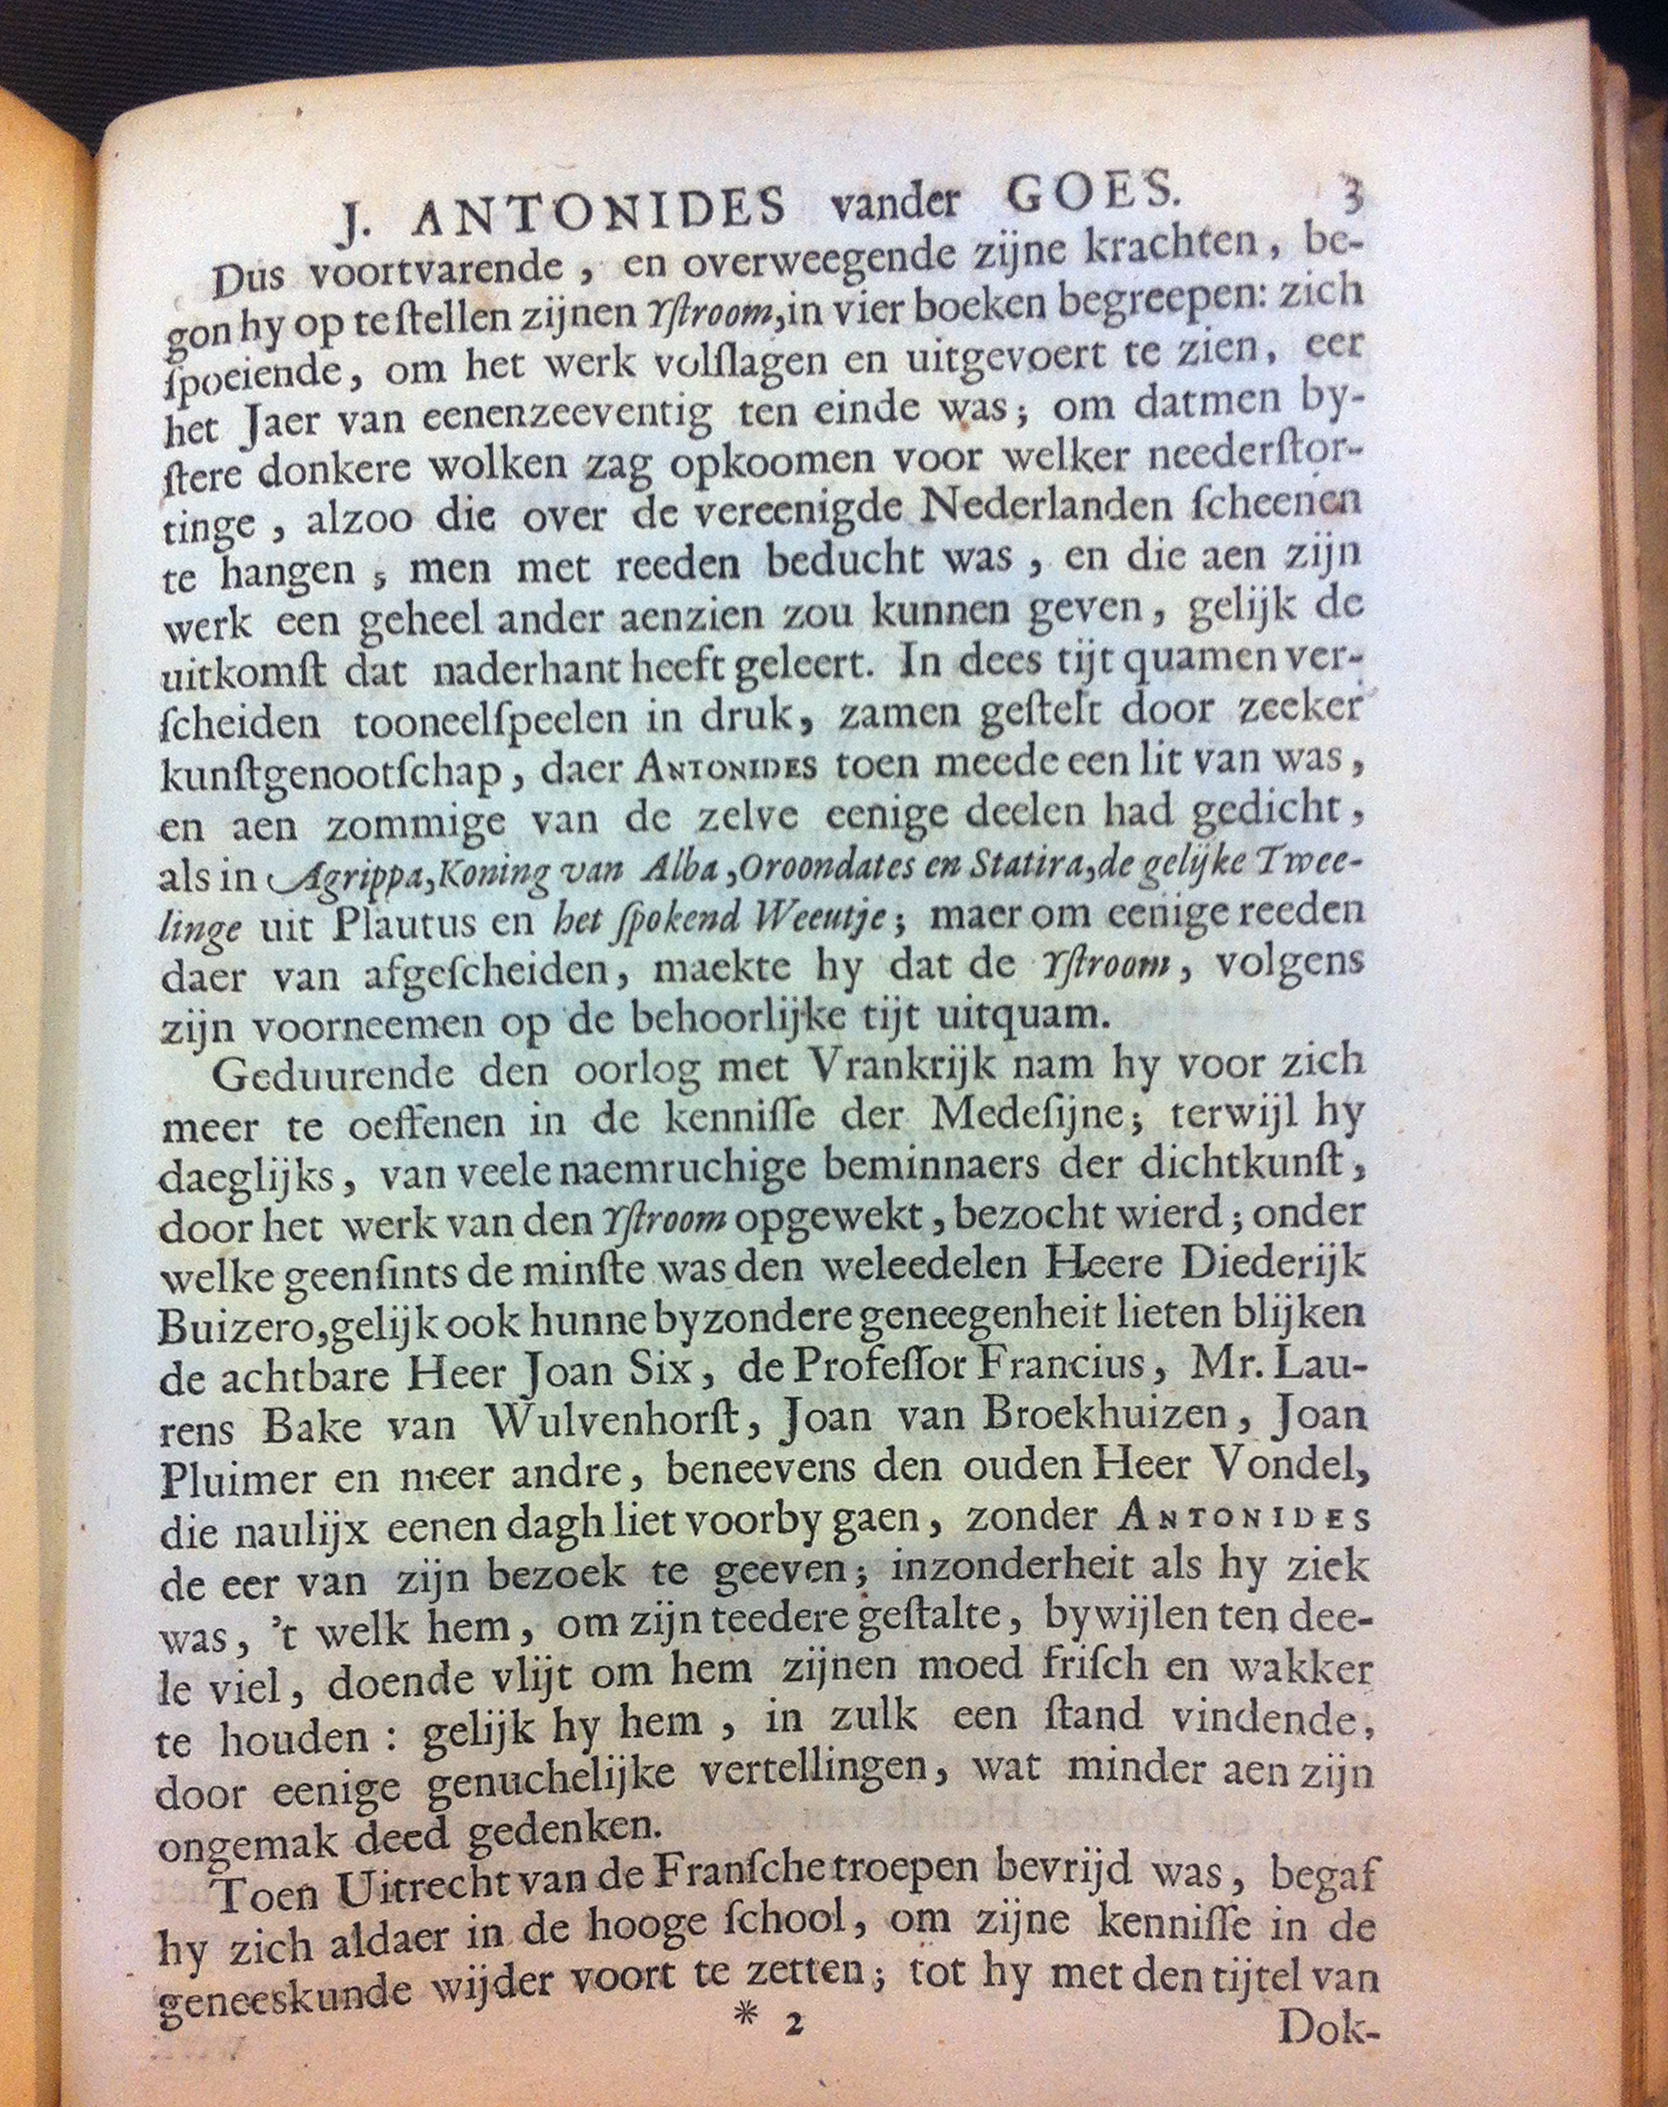 J. ANTONIDES vander GOES. 3
Dus voortvarende, en overweegende zijne krachten, be-
gon hy op te ſtellen zijnen Yſtroom, in vier boeken begreepen: zich
ſpoeiende, om het werk volſlagen en uitgevoert te zien, eer
het Jaer van eenenzeeventig ten einde was; om datmen by-
ſtere donkere wolken zag opkoomen voor welker neederſtor-
tinge, alzoo die over de vereenigde Nederlanden ſcheenen
te hangen, men met reeden beducht was, en die aen zijn
werk een geheel ander aenzien zou kunnen geven, gelijk de
uitkomſt dat naderhant heeft geleert. In dees tijt quamen ver-
ſcheiden tooneelſpeelen in druk, zamen geſtelt door zeeker
kunſtgenootſchap, daer ANTONIDES toen meede een lit van was,
en aen zommige van de zelve eenige deelen had gedicht,
als in Agrippa, Koning van Alba, Oroondates en Statira, de gelijke Twee-
linge uit Plautus en het ſpokend Weeutje; maer om eenige reeden
daer van afgeſcheiden, maekte hy dat de Yſtroom, volgens
zijn voorneemen op de behoorlijke tijt uitquam.
Geduurende den oorlog met Vrankrijk nam hy voor zich
meer te oeffenen in de kenniſſe der Medeſijne; terwijl hy
daeglijks, van veele naemruchige beminnaers der dichtkunſt,
door het werk van den Yſtroom opgewekt, bezocht wierd; onder
welke geenſints de minſte was den weleedelen Heere Diederijk
Buizero, gelijk ook hunne byzondere geneegenheit lieten blijken
de achtbare Heer Joan Six, de Profeſſor Francius, Mr. Lau-
rens Bake van Wulvenhorſt, Joan van Broekhuizen, Joan
Pluimer en meer andre, beneevens den ouden Heer Vondel,
die naulijx eenen dagh liet voorby gaen, zonder ANTONIDES
de eer van zijn bezoek te geeven; inzonderheit als hy ziek
was, 't welk hem, om zijn teedere geſtalte, bywijlen ten dee-
le viel, doende vlijt om hem zijnen moed friſch en wakker
te houden: gelijk hy hem, in zulk een ſtand vindende,
door eenige genuchelijke vertellingen, wat minder aen zijn
ongemak deed gedenken.
Toen Uitrecht van de Franſche troepen bevrijd was, begaf
hy zich aldaer in de hooge ſchool, om zijne kenniſſe in de
geneeskunde wijder voort te zetten; tot hy met den tijtel van
* 2 Dok-